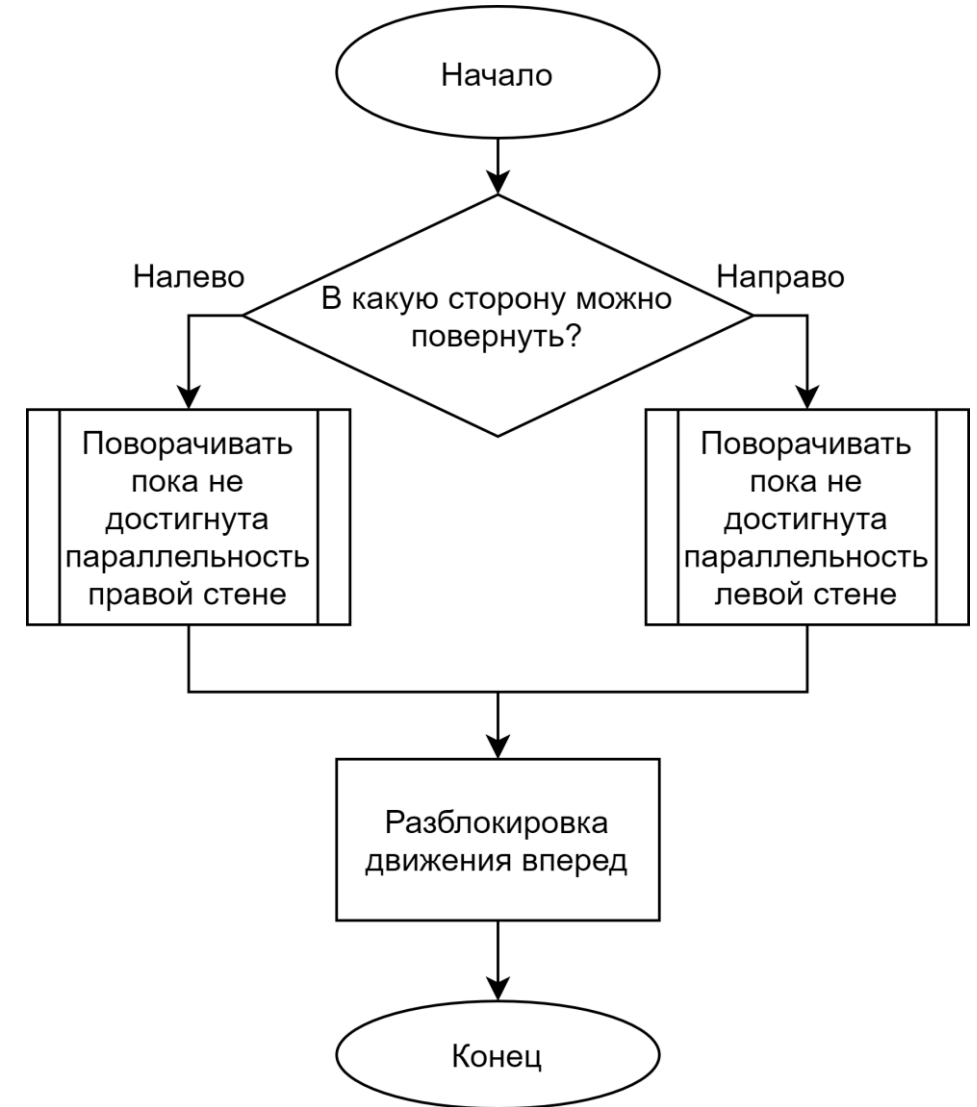 Начало
Налево
Направо
В какую сторону можно
повернуть?
Поворачивать
пока не
достигнута
параллельность
правой стене
Поворачивать
пока не
достигнута
параллельность
левой стене
Разблокировка
движения вперед
Конец